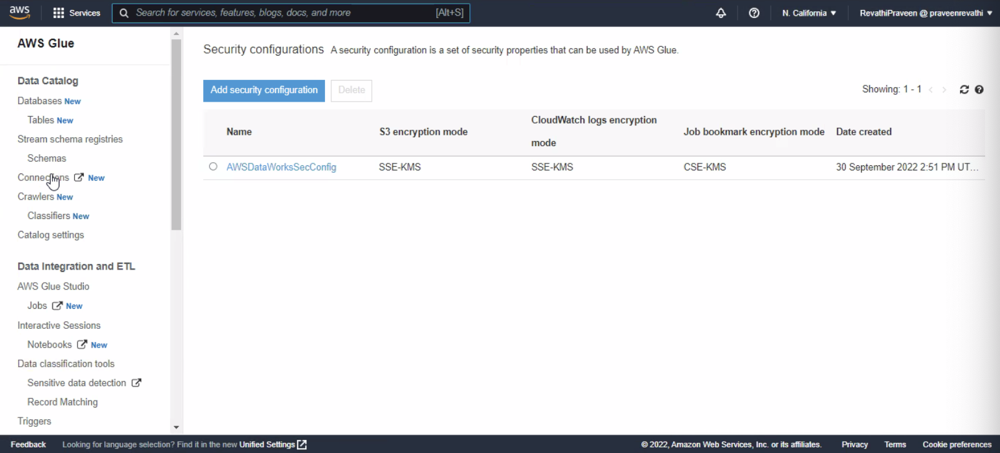 aws
Services
Search for services, features, blogs, docs, and more
[Alt+S]
N. California
RevathiPraveen @ praveenrevathi
AWS Glue
Data Catalog
Databases New
Tables New
Stream schema registries
Schemas
Connections New
Crawlers New
Classifiers New
Catalog settings
Data Integration and ETL
AWS Glue Studio
Jobs New
Interactive Sessions
Notebooks New
Data classification tools
Sensitive data detection
Record Matching
Triggers
Security configurations A security configuration is a set of security properties that can be used by AWS Glue.
Add security configuration
Delete
Showing: 1 - 1
Name
S3 encryption mode
CloudWatch logs encryption
mode
Job bookmark encryption mode
Date created
AWSDataWorksSecConfig
SSE-KMS
SSE-KMS
CSE-KMS
30 September 2022 2:51 PM UT...
Feedback
Looking for language selection? Find it in the new Unified Settings
© 2022, Amazon Web Services, Inc. or its affiliates.
Privacy
Terms
Cookie preferences